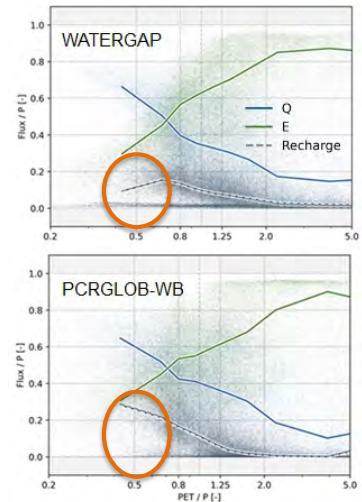 WATERGAP
Flux / P [-]
1.0
0.8
0.6
0.4
0.2
0.0
Q
E
Recharge
0.2 0.5 0.8 1.25 2.0 5.0
PCRGLOB-WB
Flux / P [-]
1.0
0.8
0.6
0.4
0.2
0.0
0.2 0.5 0.8 1.25 2.0 5.0
PET / P [-]